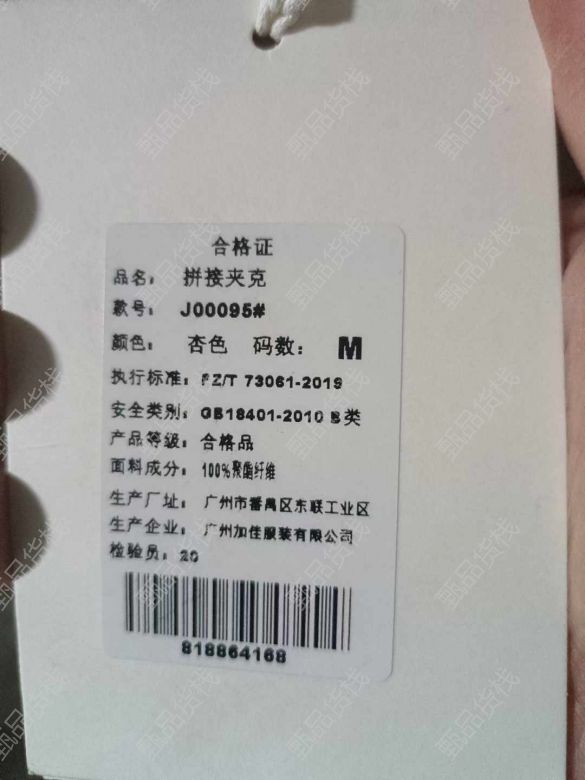 合格证
品名： 拼接夹克
款号： J00095#
颜色： 杏色 码数： M
执行标准：FZ/T 73061-2019
安全类别：GB18401-2010 B类
产品等级：合格品
面料成分：100%聚酯纤维
生产厂址：广州市番禺区东联工业区
生产企业：广州加佳服装有限公司
检验员：20
818864168
甄品货栈